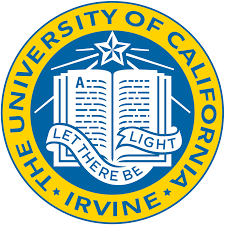 THE UNIVERSITY OF CALIFORNIA
A
LET THERE BE LIGHT
· IRVINE ·